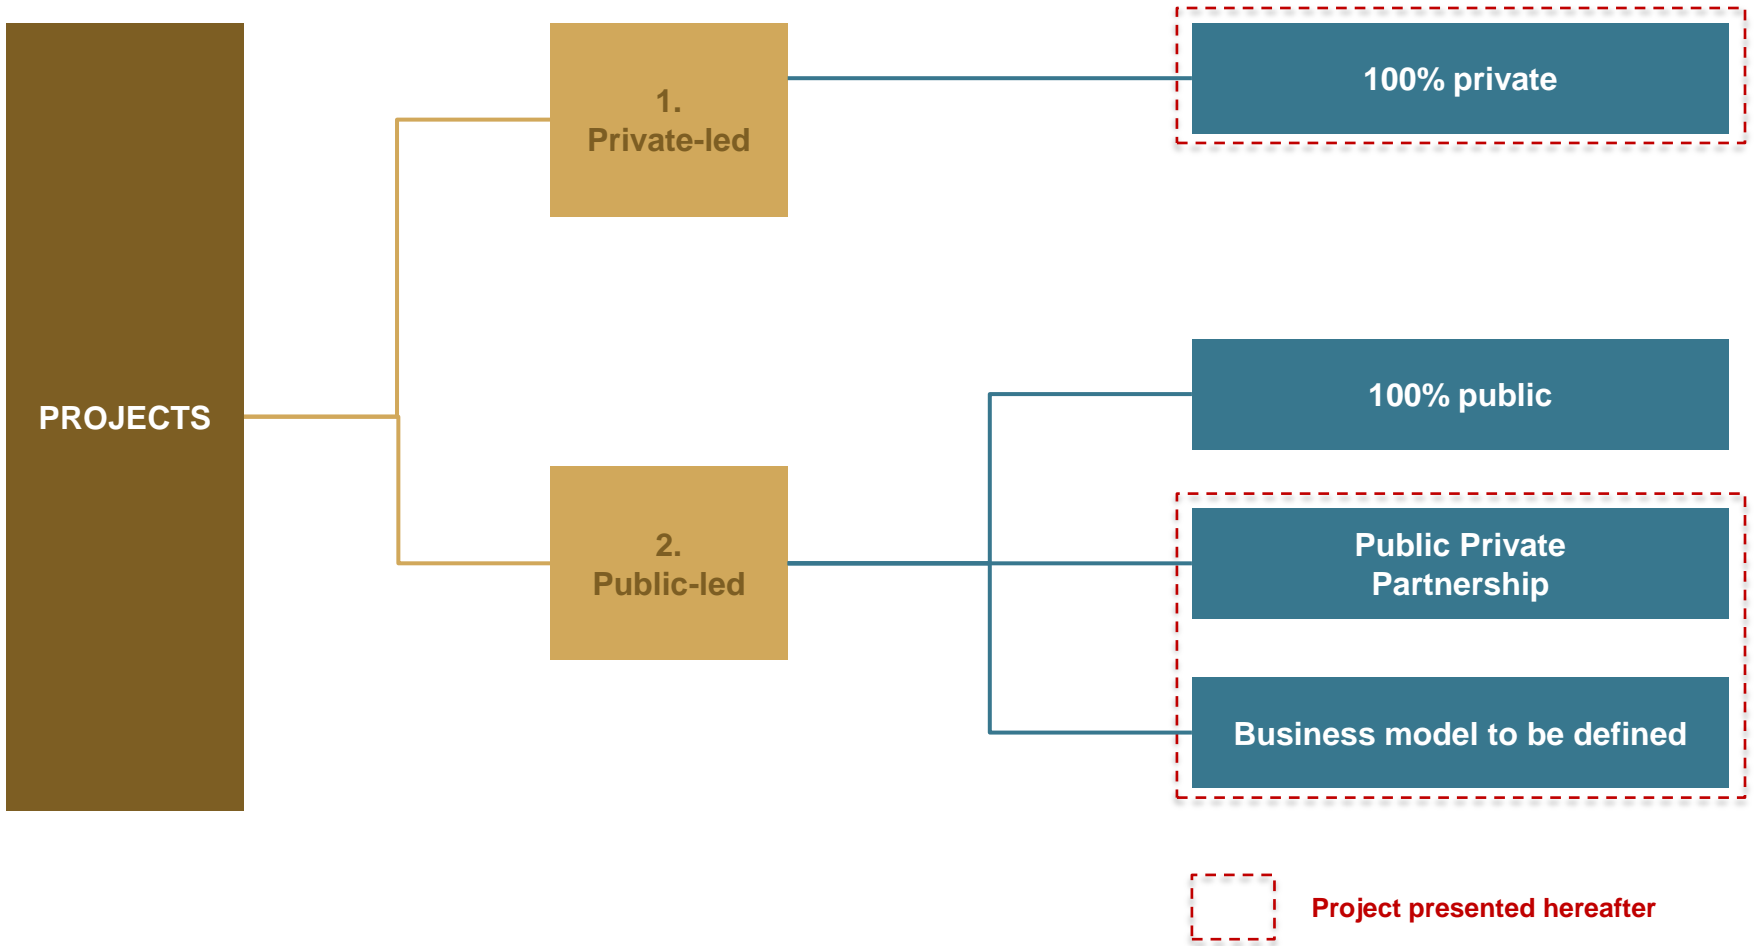 PROJECTS
1.
Private-led
100% private
2.
Public-led
100% public
Public Private
Partnership
Business model to be defined
Project presented hereafter